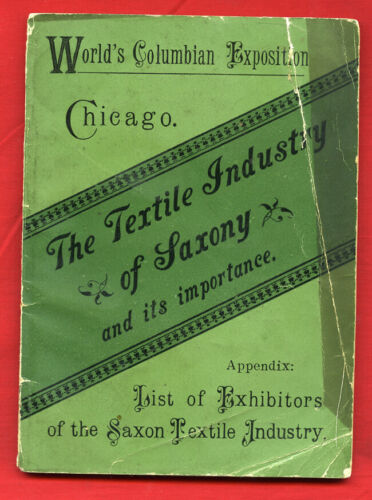 World's Columbian Exposition
Chicago.
The Textile Industry
of Saxony
and its importance.
Appendix:
List of Exhibitors
of the Saxon Textile Industry.